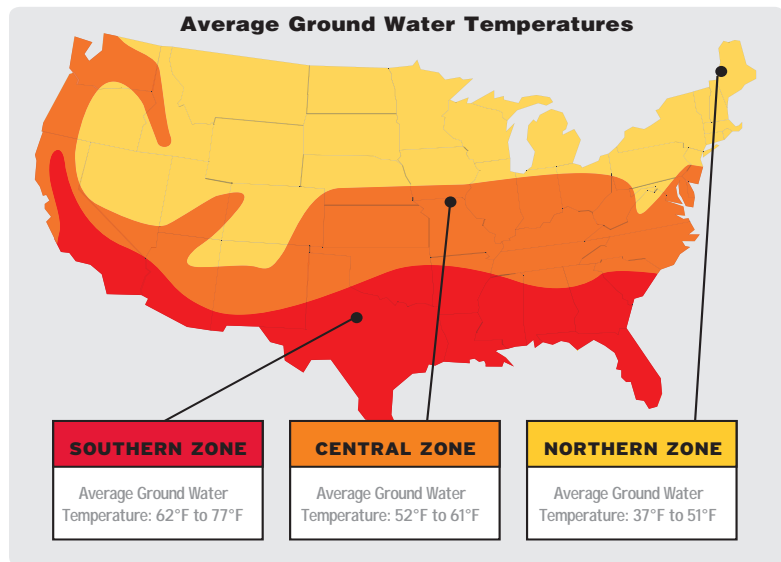 Average Ground Water Temperatures
SOUTHERN ZONE
Average Ground Water
Temperature: 62°F to 77°F
CENTRAL ZONE
Average Ground Water
Temperature: 52°F to 61°F
NORTHERN ZONE
Average Ground Water
Temperature: 37°F to 51°F